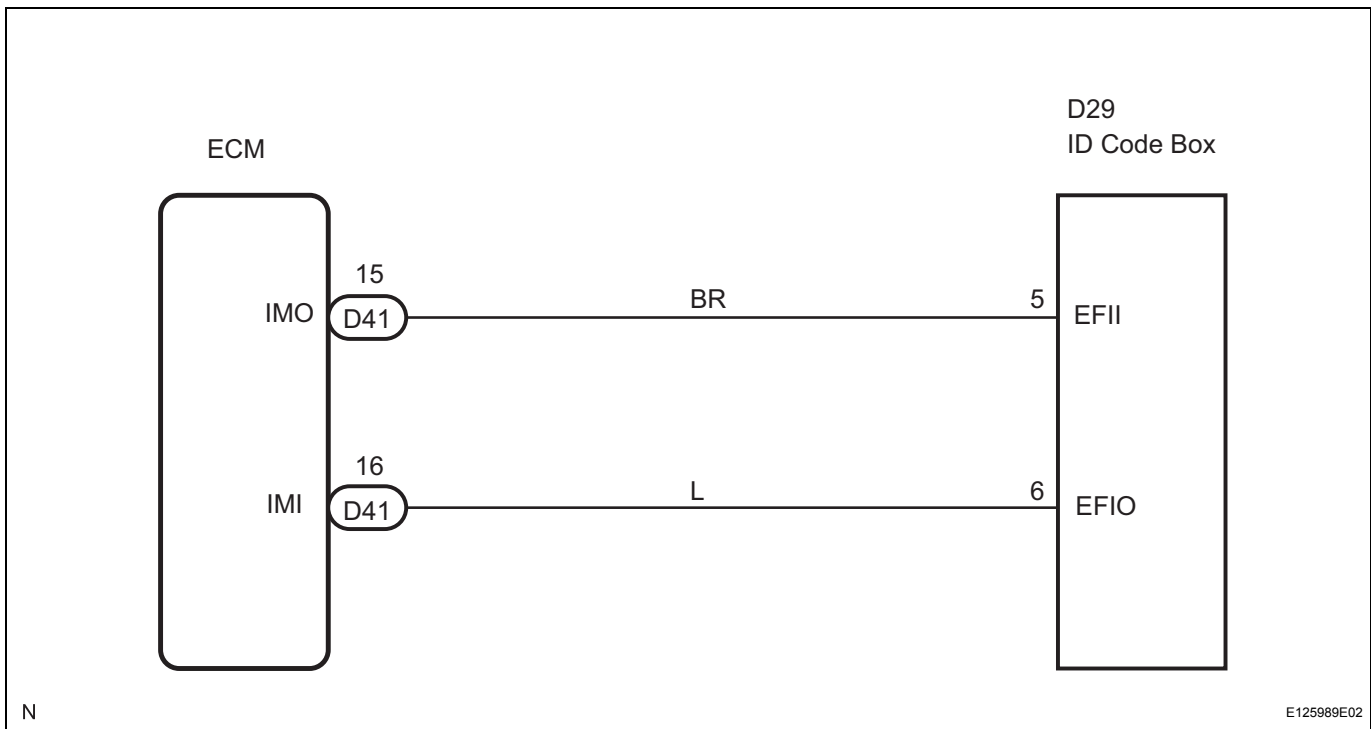 D29
ID Code Box
ECM
15
IMO
D41
BR
5
EFII
16
IMI
D41
L
6
EFIO
N
E125989E02